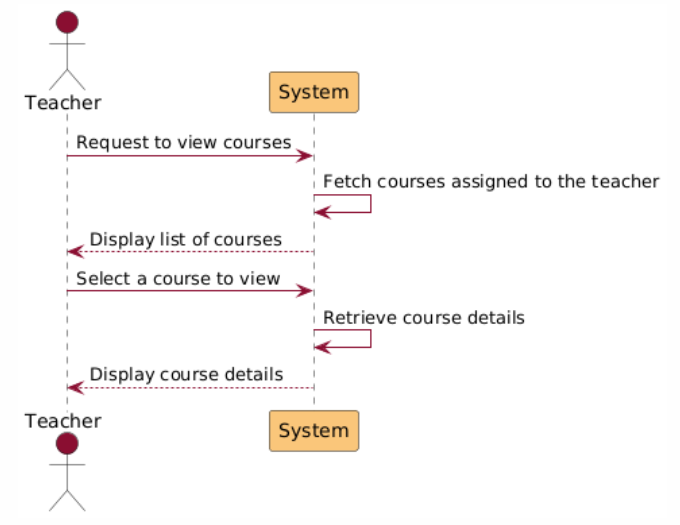 Teacher
System
Request to view courses
Fetch courses assigned to the teacher
Display list of courses
Select a course to view
Retrieve course details
Display course details
Teacher
System